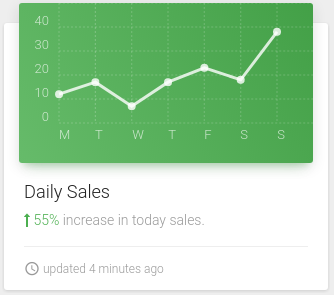 40
30
20
10
0
M T W T F S S
Daily Sales
55% increase in today sales.
updated 4 minutes ago